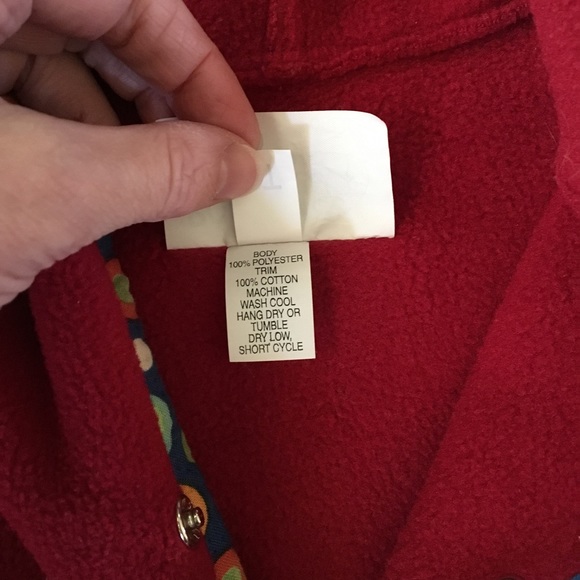 BODY
100% POLYESTER
TRIM
100% COTTON
MACHINE
WASH COOL
HANG DRY OR
TUMBLE
DRY LOW,
SHORT CYCLE